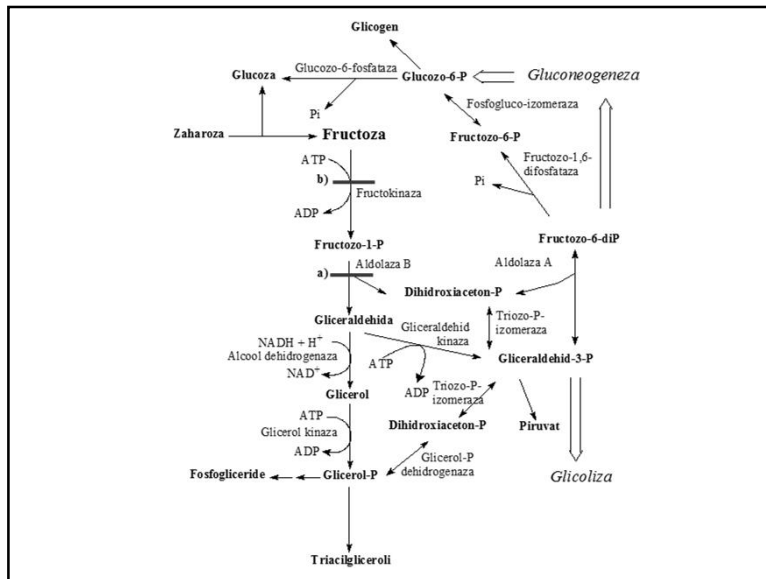 Glicogen
Glucozo-6-fosfataza
Glucoza
Glucozo-6-P
Gluconeogeneza
Pi
Fosfogluco-izomeraza
Zaharoza
Fructoza
Fructozo-6-P
ATP
Fructozo-1,6-
difosfataza
b)
Fructokinaza
Pi
ADP
Fructozo-1-P
Fructozo-6-diP
a)
Aldolaza B
Aldolaza A
Dihidroxiaceton-P
Gliceraldehida
Gliceraldehid
kinaza
Triozo-P-
izomeraza
NADH + H+
Alcool dehidrogenaza
NAD+
ATP
Gliceraldehid-3-P
ADP
Triozo-P-
izomeraza
Glicerol
ATP
Glicerol kinaza
ADP
Dihidroxiaceton-P
Piruvat
Glicerol-P
dehidrogenaza
Fosfogliceride
Glicerol-P
Glicoliza
Triacilgliceroli